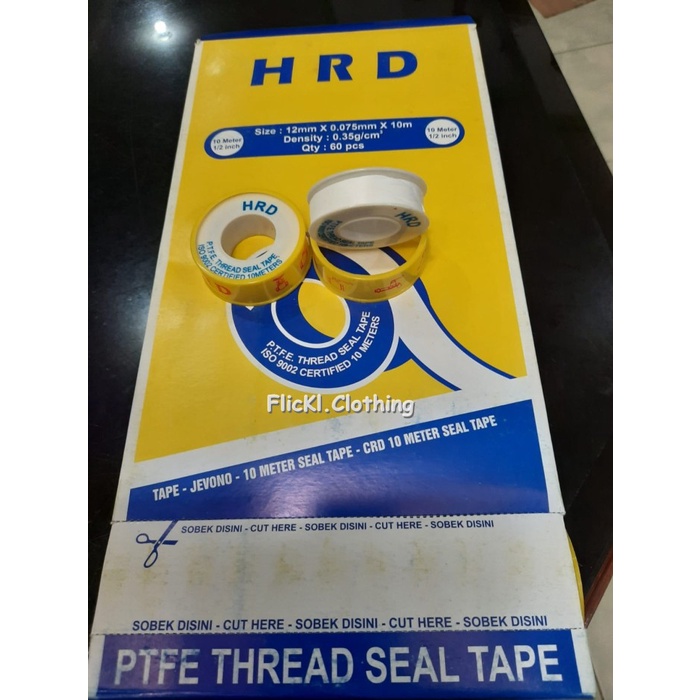 HRD
10 Meter
1/2 inch
Size : 12mm X 0.075mm X 10m
Density : 0.35g/cm³
Qty : 60 pcs
10 Meter
1/2 inch
HRD
P.T.F.E. THREAD SEAL TAPE
ISO 9002 CERTIFIED 10 METERS
HRD
P.T.F.E. THREAD SEAL TAPE
ISO 9002 CERTIFIED 10 METERS
FlicKI.Clothing
TAPE - JEVONO - 10 METER SEAL TAPE - CRD 10 METER SEAL TAPE
SOBEK DISINI - CUT HERE - SOBEK DISINI - CUT HERE - SOBEK DISINI
SOBEK DISINI - CUT HERE - SOBEK DISINI - CUT HERE - SOBEK DISINI
PTFE THREAD SEAL TAPE